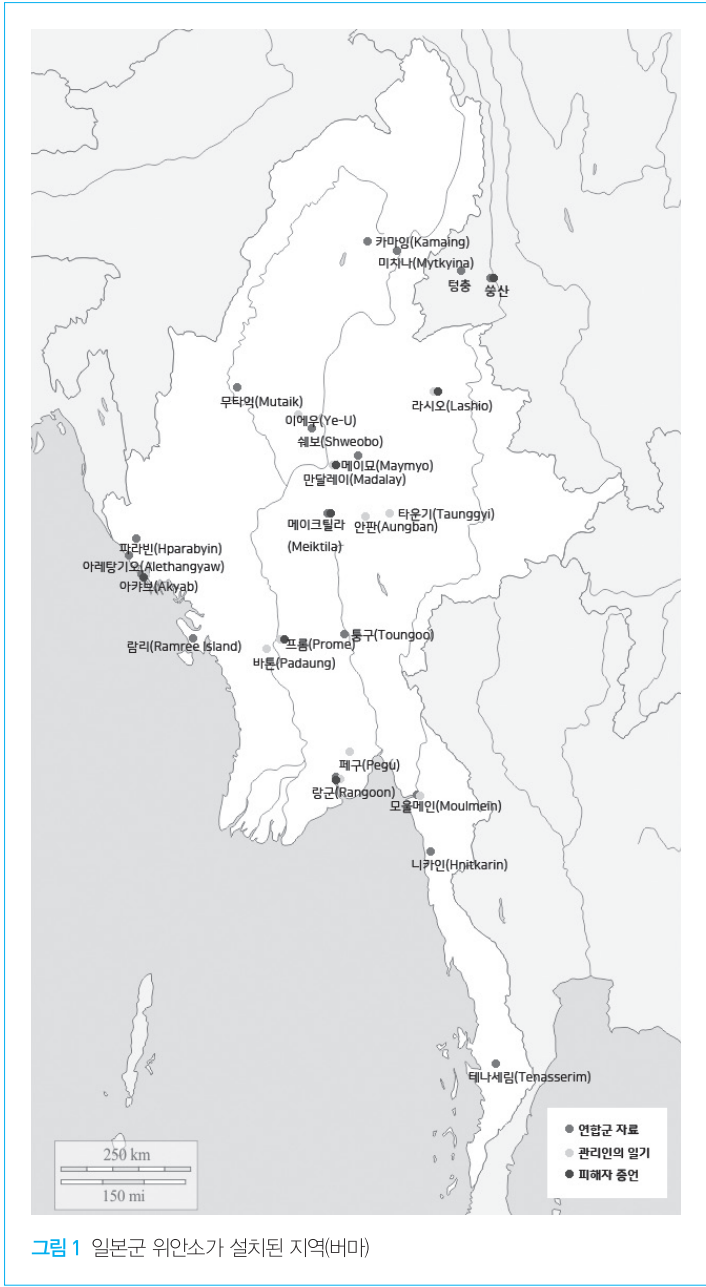 카마잉(Kamaing)
미치나(Mytkyina)
텅충
쑹산
무타익(Mutaik)
라시오(Lashio)
이에우(Ye-U)
쉐보(Shweobo)
메이묘(Maymyo)
만달레이(Madalay)
메이크틸라
(Meiktila)
안판(Aungban)
타운기(Taunggyi)
파라빈(Hparabyin)
아레탕기오(Alethangyaw)
아캬브(Akyab)
람리(Ramree Island)
프롬(Prome)
퉁구(Toungoo)
바톤(Padaung)
페구(Pegu)
랑군(Rangoon)
모울메인(Moulmein)
니카인(Hnitkarin)
테나세림(Tenasserim)
연합군 자료
관리인의 일기
피해자 증언
250 km
150 mi
그림 1 일본군 위안소가 설치된 지역(버마)